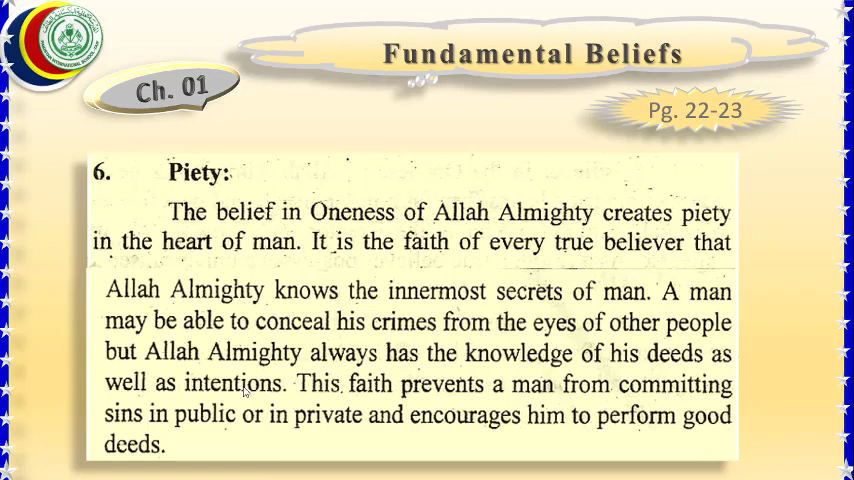 Fundamental Beliefs
Ch. 01
Pg. 22-23
6. Piety:
The belief in Oneness of Allah Almighty creates piety
in the heart of man. It is the faith of every true believer that
Allah Almighty knows the innermost secrets of man. A man
may be able to conceal his crimes from the eyes of other people
but Allah Almighty always has the knowledge of his deeds as
well as intentions. This faith prevents a man from committing
sins in public or in private and encourages him to perform good
deeds.